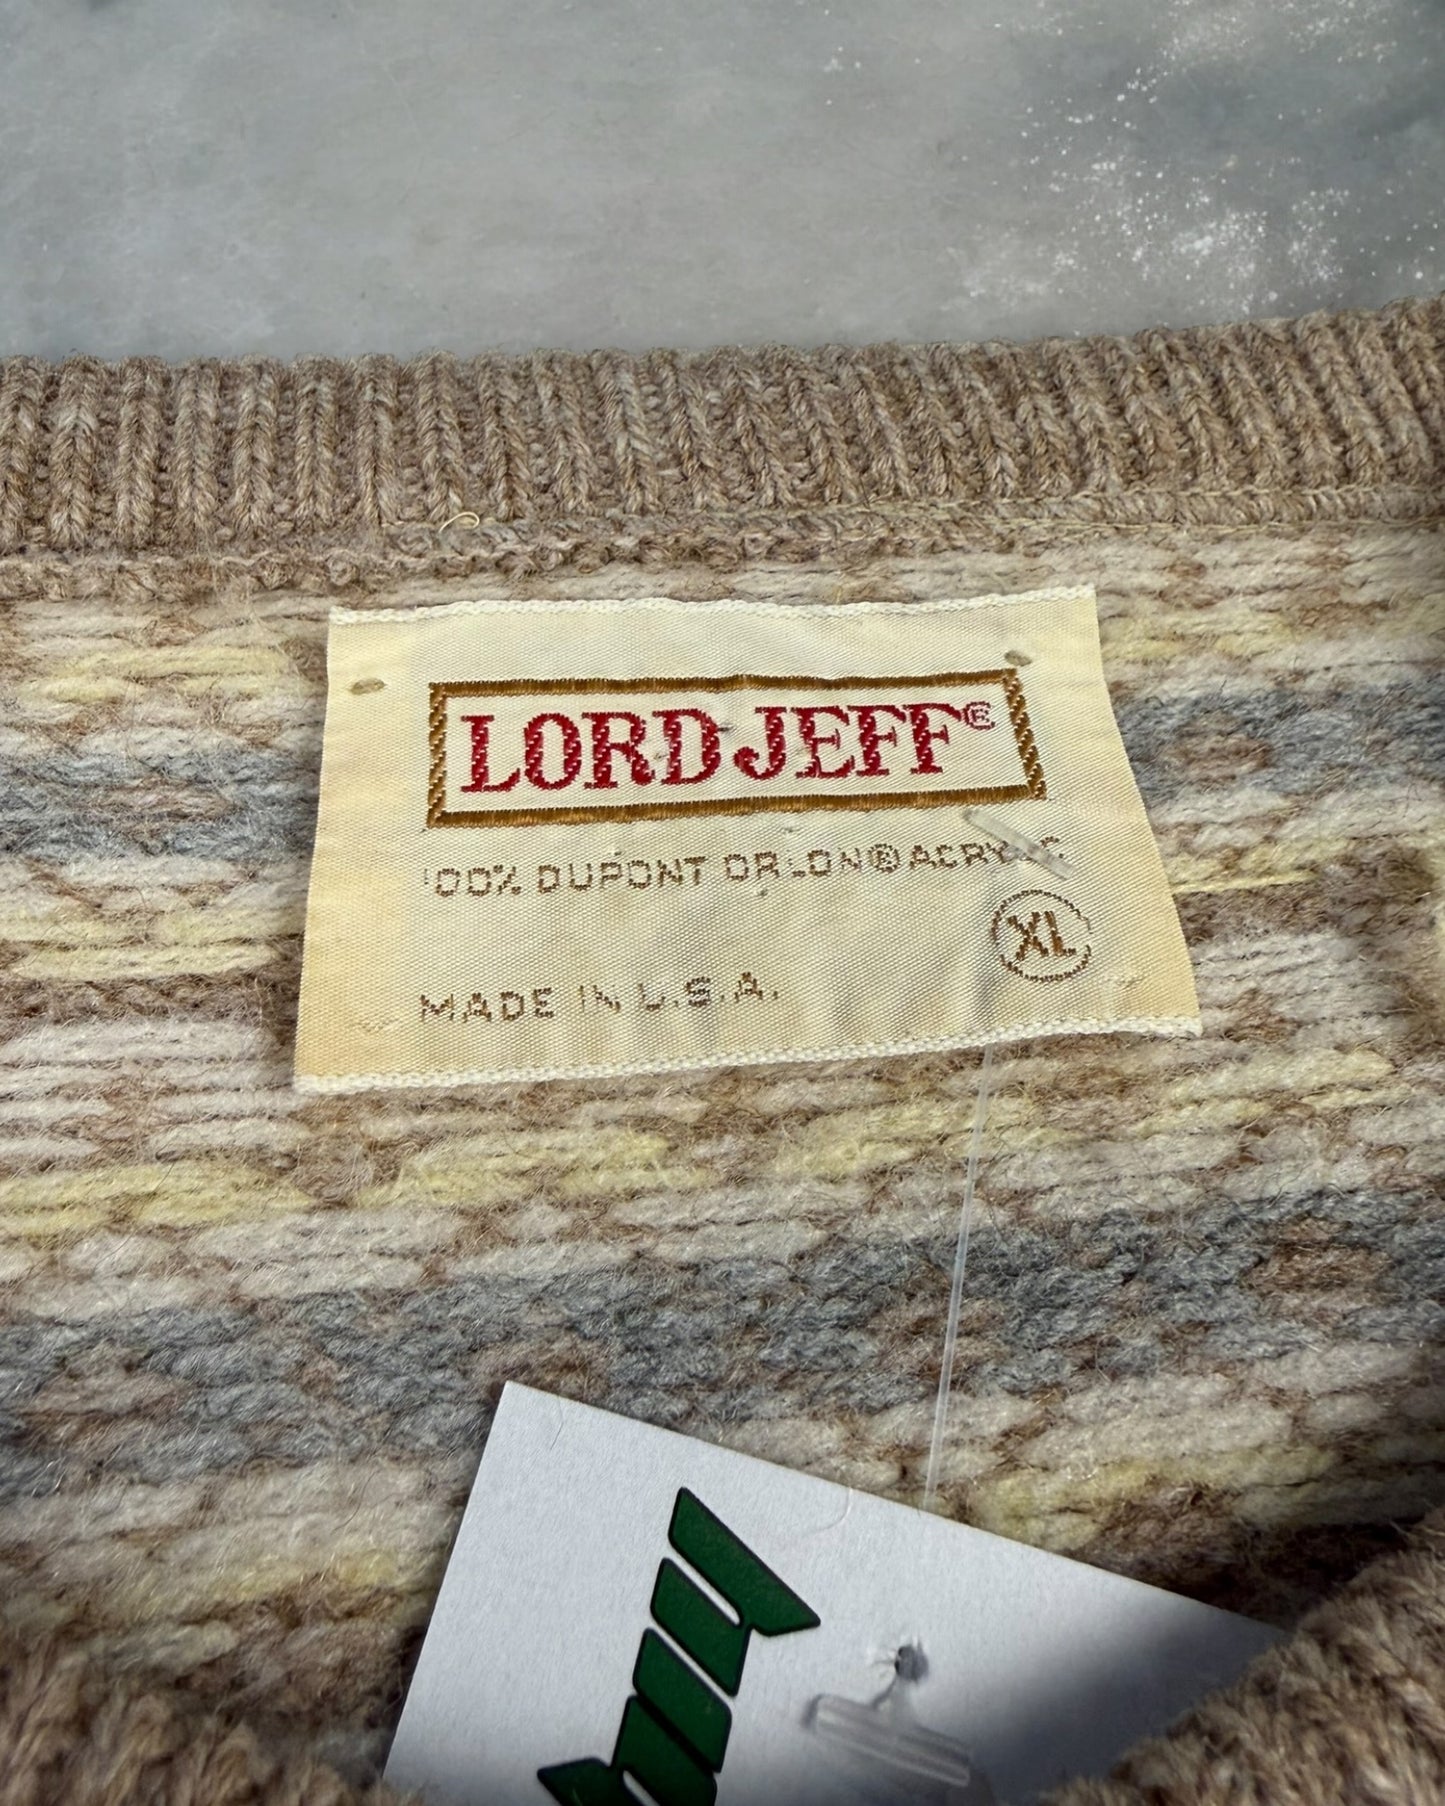 LORD JEFF®
100% DUPONT ORLON® ACRYLIC
XL
MADE IN U.S.A.